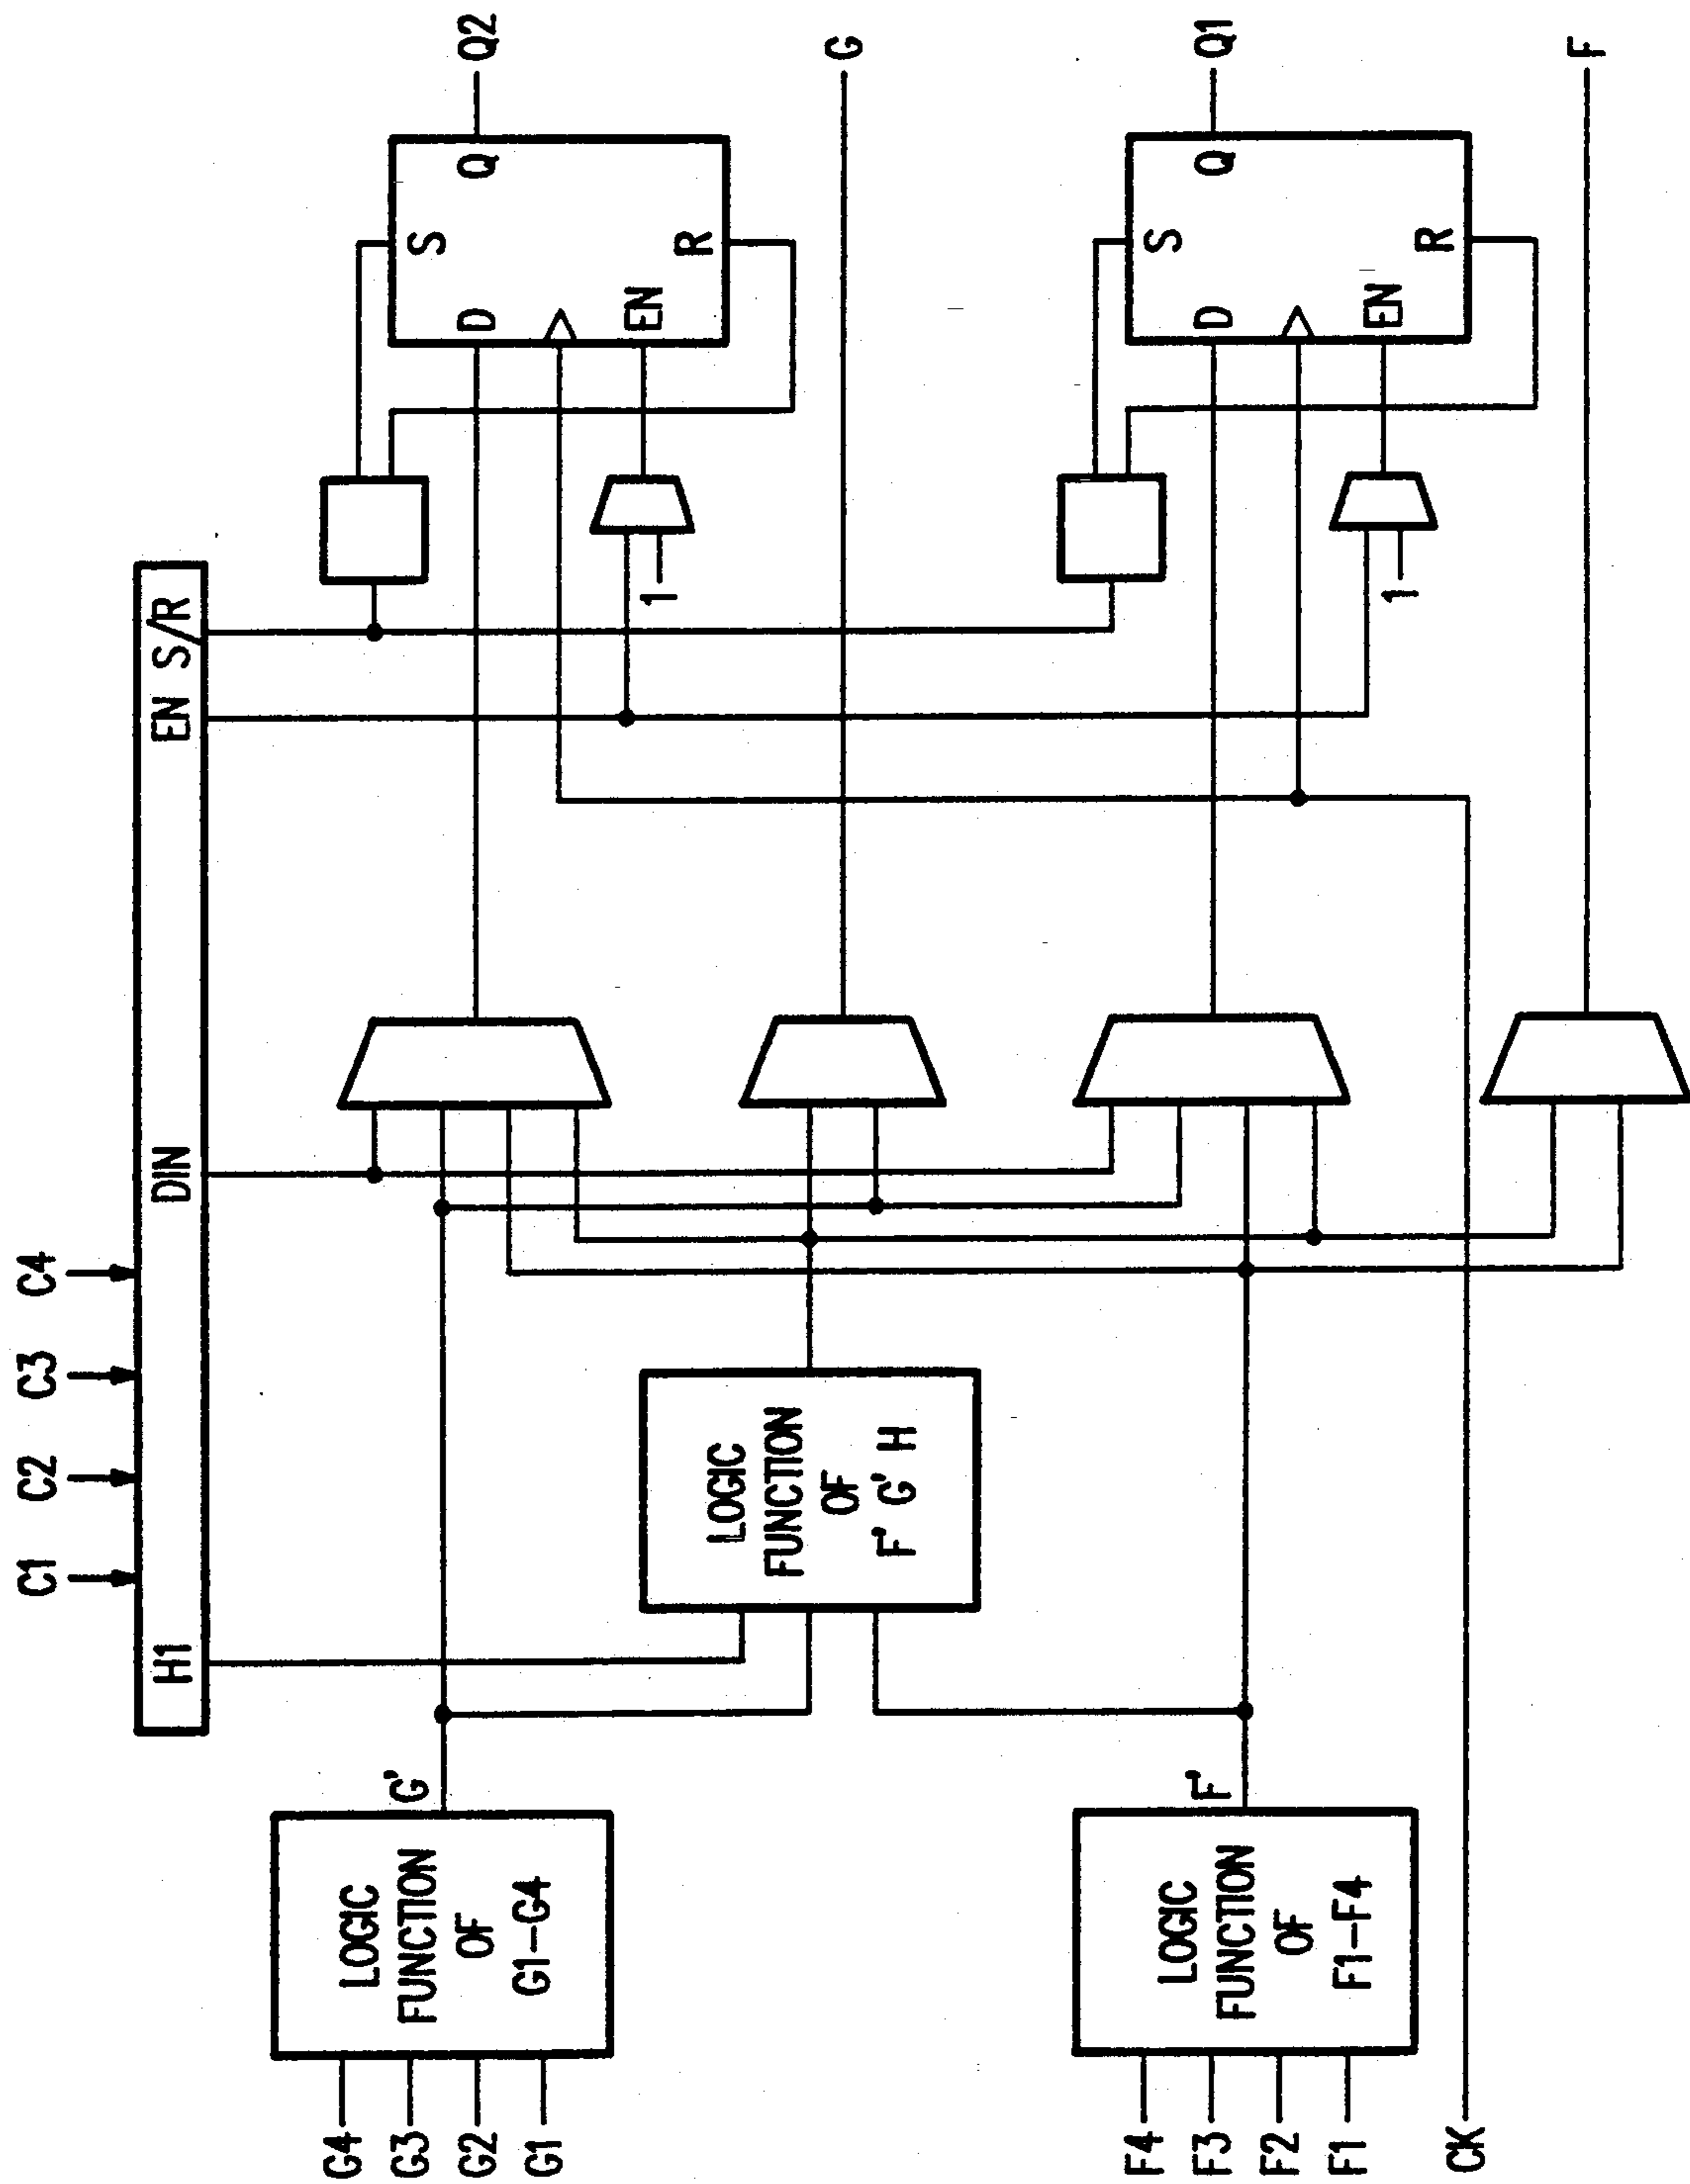 C1
C2
C3
C4
H1
DIN
EN
S/R
G4
G3
G2
G1
LOGIC
FUNCTION
OF
G1-G4
G'
LOGIC
FUNCTION
OF
F' G' H
S
D
Q
EN
R
1
Q2
G
F4
F3
F2
F1
LOGIC
FUNCTION
OF
F1-F4
F'
S
D
Q
EN
R
1
Q1
F
CK